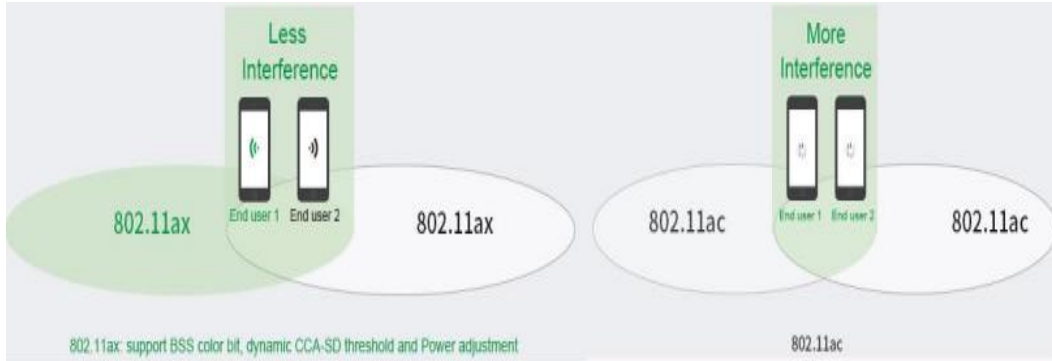 Less
Interference
End user 1
End user 2
802.11ax
802.11ax
802.11ax: support BSS color bit, dynamic CCA-SD threshold and Power adjustment
More
Interference
End user 1
End user 2
802.11ac
802.11ac
802.11ac